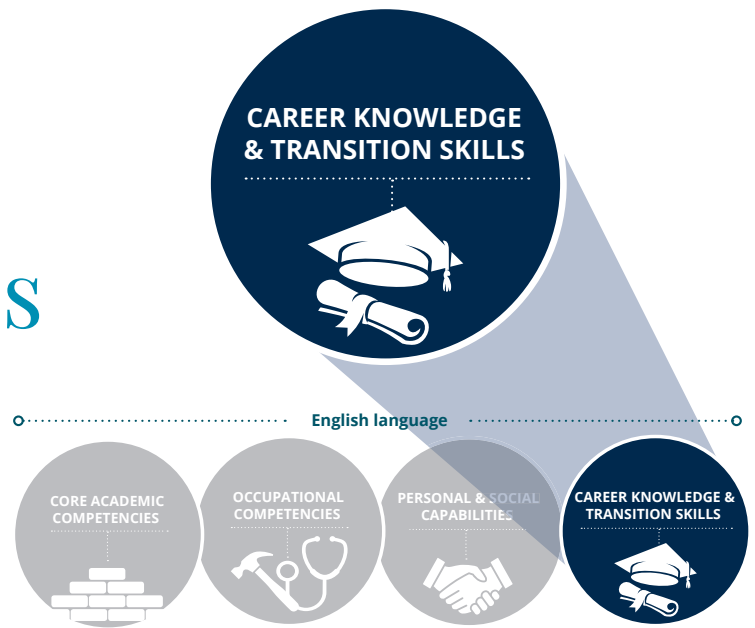 CAREER KNOWLEDGE
& TRANSITION SKILLS
s
English language
CORE ACADEMIC
COMPETENCIES
OCCUPATIONAL
COMPETENCIES
PERSONAL & SOCIAL
CAPABILITIES
CAREER KNOWLEDGE &
TRANSITION SKILLS